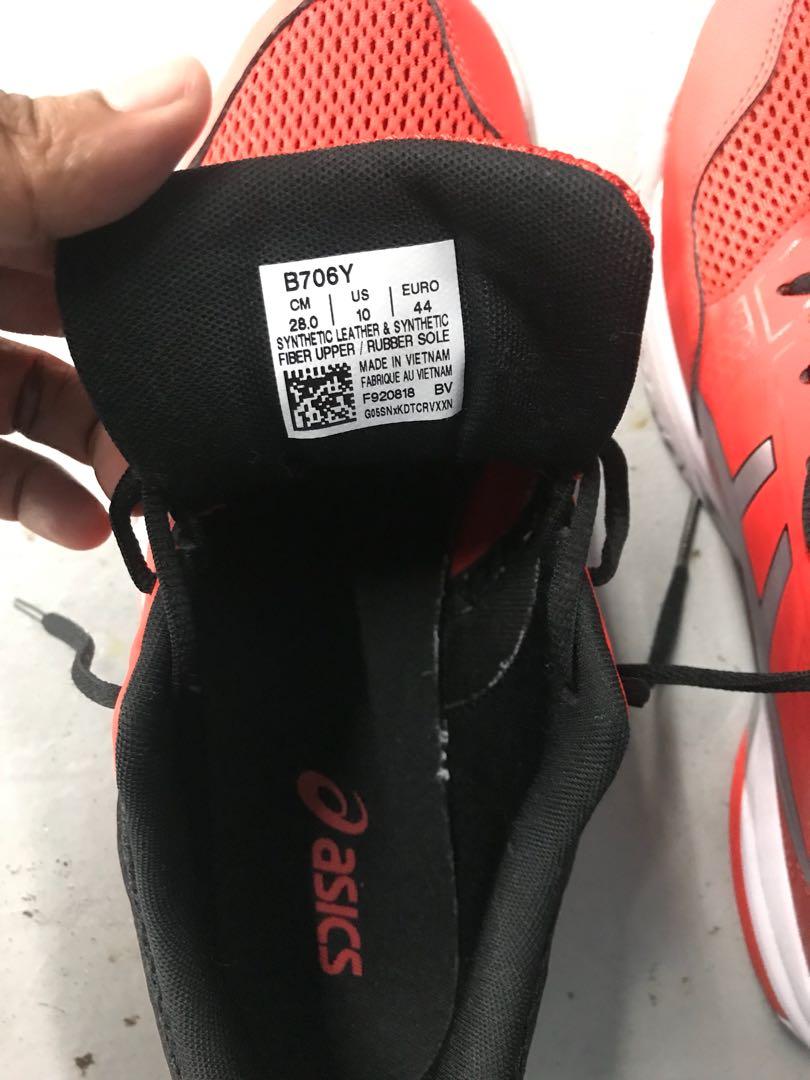 B706Y
CM | US | EURO
28.0 | 10 | 44
SYNTHETIC LEATHER & SYNTHETIC
FIBER UPPER / RUBBER SOLE
MADE IN VIETNAM
FABRIQUE AU VIETNAM
F920818 BV
G05SNxKDTCRVXXN
asics